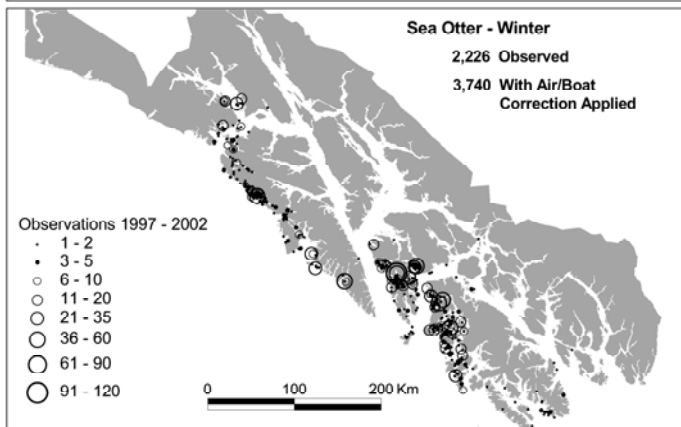 Sea Otter - Winter
2,226 Observed
3,740 With Air/Boat
Correction Applied
Observations 1997 - 2002
1 - 2
3 - 5
6 - 10
11 - 20
21 - 35
36 - 60
61 - 90
91 - 120
0 100 200 Km